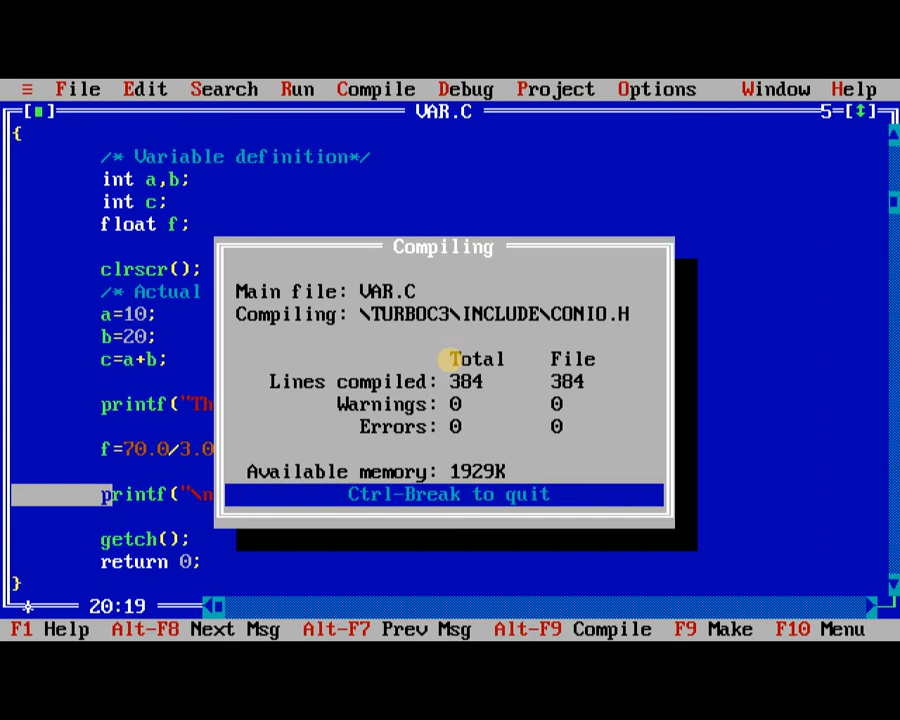 ≡ File Edit Search Run Compile Debug Project Options Window Help
[■] VAR.C 5=[↕]
{
/* Variable definition*/
int a,b;
int c;
float f;
Compiling
clrscr();
/* Actual
Main file: VAR.C
a=10;
Compiling: \TURBOC3\INCLUDE\CONIO.H
b=20;
c=a+b;
Total File
Lines compiled: 384 384
printf("Th
Warnings: 0 0
Errors: 0 0
f=70.0/3.0
Available memory: 1929K
printf("\n
Ctrl-Break to quit
getch();
return 0;
}
20:19
F1 Help Alt-F8 Next Msg Alt-F7 Prev Msg Alt-F9 Compile F9 Make F10 Menu